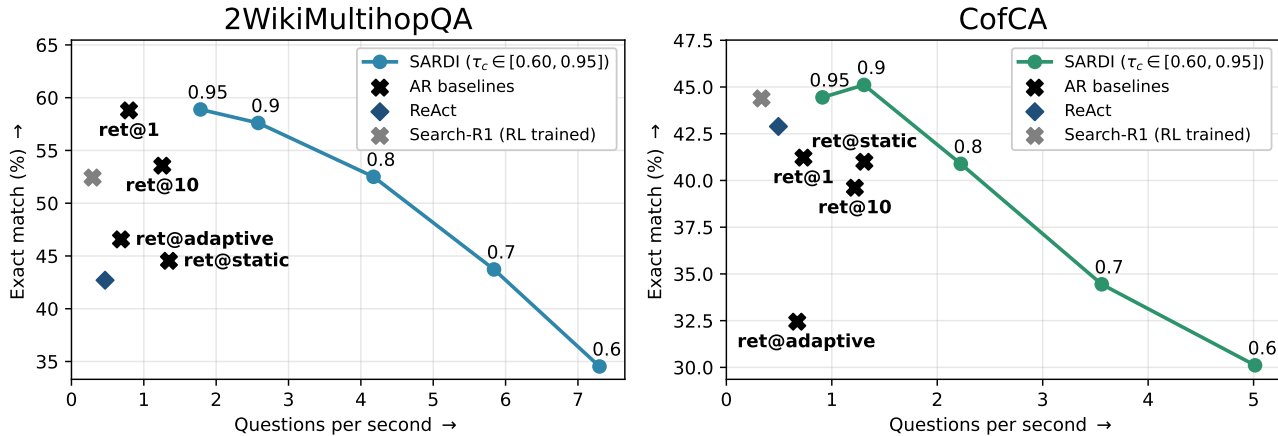 2WikiMultihopQA
65
60
55
50
45
40
35
Exact match (%) →
0 1 2 3 4 5 6 7
Questions per second →
SARDI (τc ∈ [0.60, 0.95])
AR baselines
ReAct
Search-R1 (RL trained)
0.95
0.9
0.8
0.7
0.6
ret@1
ret@10
ret@adaptive
ret@static
CofCA
47.5
45.0
42.5
40.0
37.5
35.0
32.5
30.0
Exact match (%) →
0 1 2 3 4 5
Questions per second →
SARDI (τc ∈ [0.60, 0.95])
AR baselines
ReAct
Search-R1 (RL trained)
0.95
0.9
0.8
0.7
0.6
ret@static
ret@1
ret@10
ret@adaptive